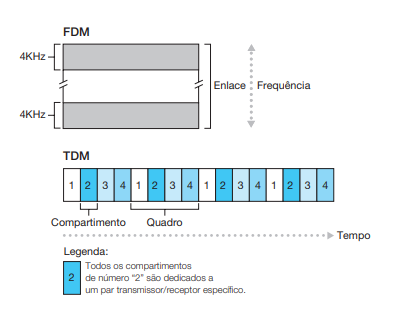 FDM
4KHz
4KHz
Enlace
Frequência
TDM
1 2 3 4 1 2 3 4 1 2 3 4 1 2 3 4
Compartimento
Quadro
Tempo
Legenda:
2
Todos os compartimentos
de número “2” são dedicados a
um par transmissor/receptor específico.